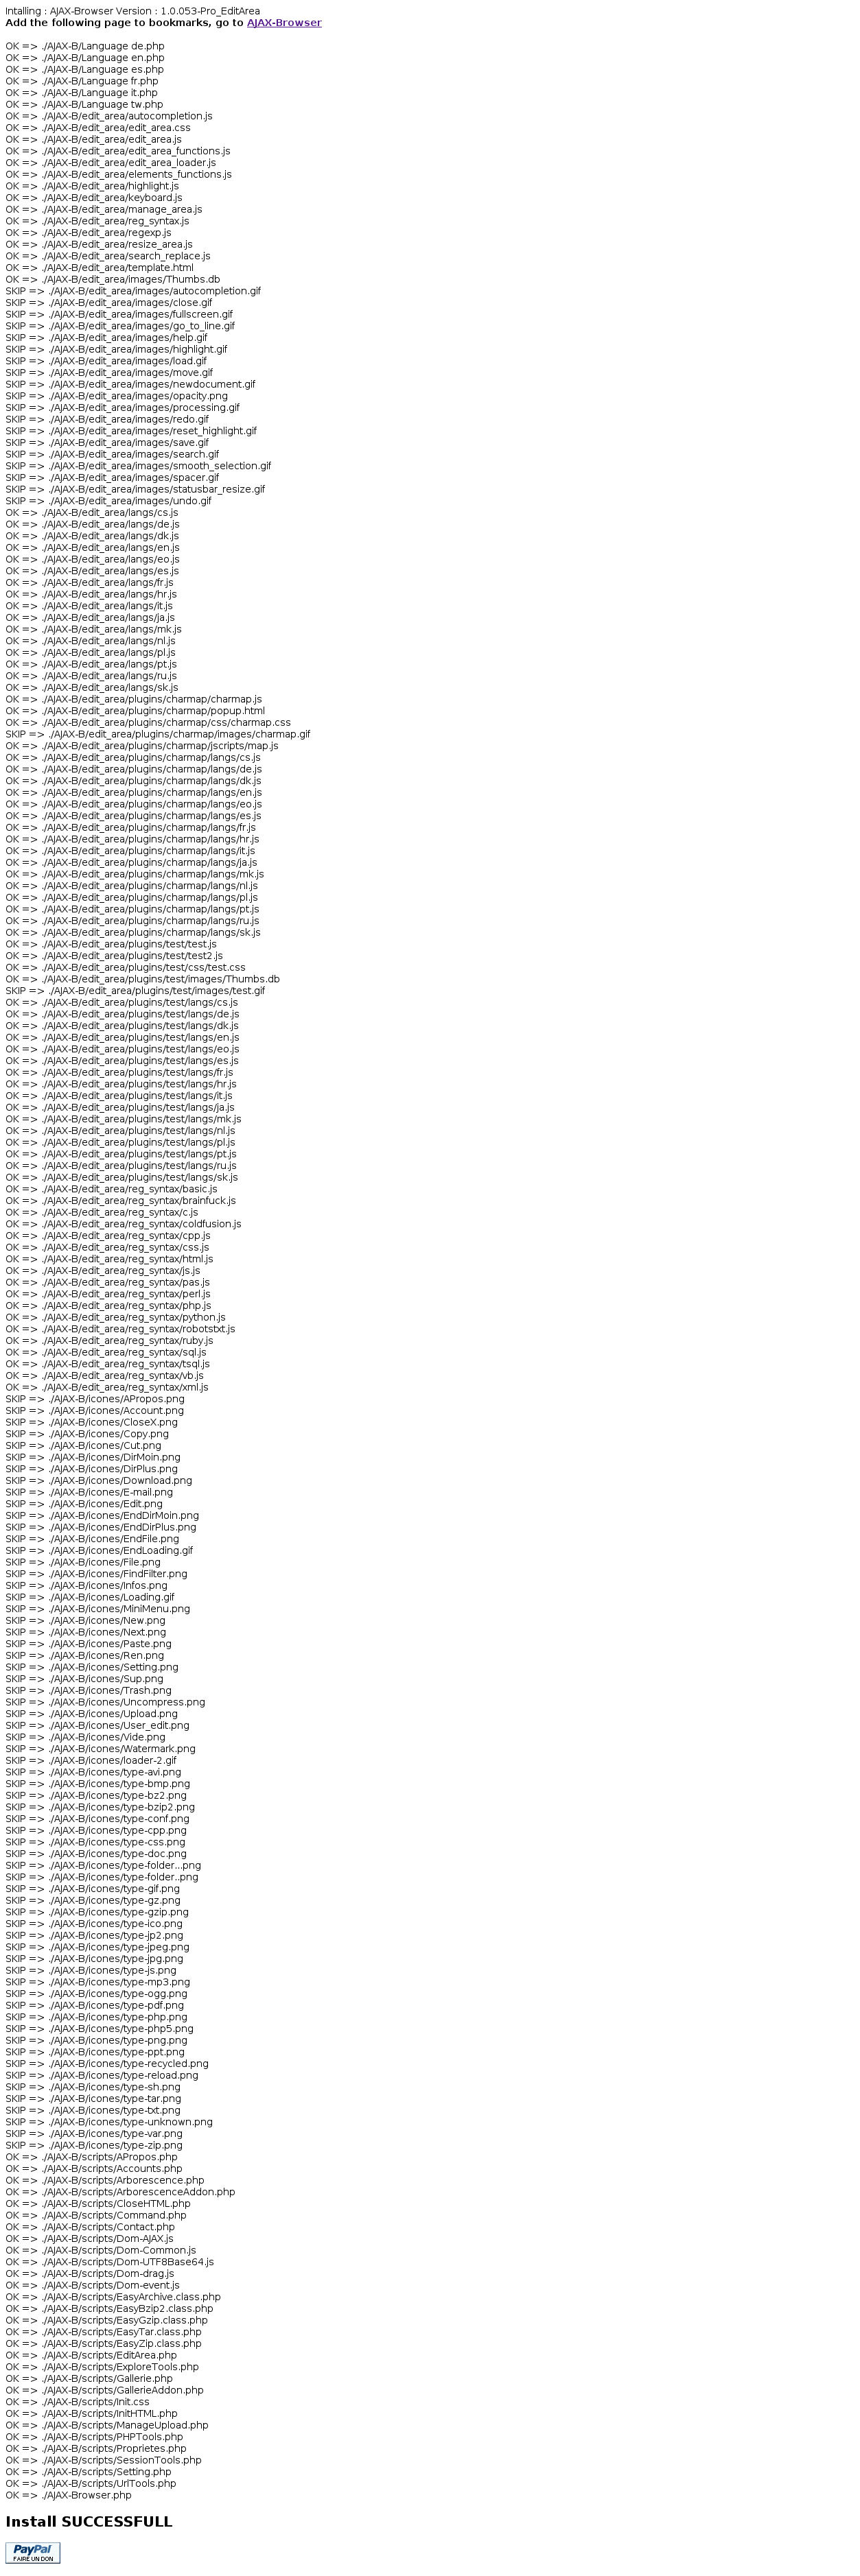 Intalling : AJAX-Browser Version : 1.0.053-Pro_EditArea
Add the following page to bookmarks, go to AJAX-Browser
OK => ./AJAX-B/Language de.php
OK => ./AJAX-B/Language en.php
OK => ./AJAX-B/Language es.php
OK => ./AJAX-B/Language fr.php
OK => ./AJAX-B/Language it.php
OK => ./AJAX-B/Language tw.php
OK => ./AJAX-B/edit_area/autocompletion.js
OK => ./AJAX-B/edit_area/edit_area.css
OK => ./AJAX-B/edit_area/edit_area.js
OK => ./AJAX-B/edit_area/edit_area_functions.js
OK => ./AJAX-B/edit_area/edit_area_loader.js
OK => ./AJAX-B/edit_area/elements_functions.js
OK => ./AJAX-B/edit_area/highlight.js
OK => ./AJAX-B/edit_area/keyboard.js
OK => ./AJAX-B/edit_area/manage_area.js
OK => ./AJAX-B/edit_area/reg_syntax.js
OK => ./AJAX-B/edit_area/regexp.js
OK => ./AJAX-B/edit_area/resize_area.js
OK => ./AJAX-B/edit_area/search_replace.js
OK => ./AJAX-B/edit_area/template.html
OK => ./AJAX-B/edit_area/images/Thumbs.db
SKIP => ./AJAX-B/edit_area/images/autocompletion.gif
SKIP => ./AJAX-B/edit_area/images/close.gif
SKIP => ./AJAX-B/edit_area/images/fullscreen.gif
SKIP => ./AJAX-B/edit_area/images/go_to_line.gif
SKIP => ./AJAX-B/edit_area/images/help.gif
SKIP => ./AJAX-B/edit_area/images/highlight.gif
SKIP => ./AJAX-B/edit_area/images/load.gif
SKIP => ./AJAX-B/edit_area/images/move.gif
SKIP => ./AJAX-B/edit_area/images/newdocument.gif
SKIP => ./AJAX-B/edit_area/images/opacity.png
SKIP => ./AJAX-B/edit_area/images/processing.gif
SKIP => ./AJAX-B/edit_area/images/redo.gif
SKIP => ./AJAX-B/edit_area/images/reset_highlight.gif
SKIP => ./AJAX-B/edit_area/images/save.gif
SKIP => ./AJAX-B/edit_area/images/search.gif
SKIP => ./AJAX-B/edit_area/images/smooth_selection.gif
SKIP => ./AJAX-B/edit_area/images/spacer.gif
SKIP => ./AJAX-B/edit_area/images/statusbar_resize.gif
SKIP => ./AJAX-B/edit_area/images/undo.gif
OK => ./AJAX-B/edit_area/langs/cs.js
OK => ./AJAX-B/edit_area/langs/de.js
OK => ./AJAX-B/edit_area/langs/dk.js
OK => ./AJAX-B/edit_area/langs/en.js
OK => ./AJAX-B/edit_area/langs/eo.js
OK => ./AJAX-B/edit_area/langs/es.js
OK => ./AJAX-B/edit_area/langs/fr.js
OK => ./AJAX-B/edit_area/langs/hr.js
OK => ./AJAX-B/edit_area/langs/it.js
OK => ./AJAX-B/edit_area/langs/ja.js
OK => ./AJAX-B/edit_area/langs/mk.js
OK => ./AJAX-B/edit_area/langs/nl.js
OK => ./AJAX-B/edit_area/langs/pl.js
OK => ./AJAX-B/edit_area/langs/pt.js
OK => ./AJAX-B/edit_area/langs/ru.js
OK => ./AJAX-B/edit_area/langs/sk.js
OK => ./AJAX-B/edit_area/plugins/charmap/charmap.js
OK => ./AJAX-B/edit_area/plugins/charmap/popup.html
OK => ./AJAX-B/edit_area/plugins/charmap/css/charmap.css
SKIP => ./AJAX-B/edit_area/plugins/charmap/images/charmap.gif
OK => ./AJAX-B/edit_area/plugins/charmap/jscripts/map.js
OK => ./AJAX-B/edit_area/plugins/charmap/langs/cs.js
OK => ./AJAX-B/edit_area/plugins/charmap/langs/de.js
OK => ./AJAX-B/edit_area/plugins/charmap/langs/dk.js
OK => ./AJAX-B/edit_area/plugins/charmap/langs/en.js
OK => ./AJAX-B/edit_area/plugins/charmap/langs/eo.js
OK => ./AJAX-B/edit_area/plugins/charmap/langs/es.js
OK => ./AJAX-B/edit_area/plugins/charmap/langs/fr.js
OK => ./AJAX-B/edit_area/plugins/charmap/langs/hr.js
OK => ./AJAX-B/edit_area/plugins/charmap/langs/it.js
OK => ./AJAX-B/edit_area/plugins/charmap/langs/ja.js
OK => ./AJAX-B/edit_area/plugins/charmap/langs/mk.js
OK => ./AJAX-B/edit_area/plugins/charmap/langs/nl.js
OK => ./AJAX-B/edit_area/plugins/charmap/langs/pl.js
OK => ./AJAX-B/edit_area/plugins/charmap/langs/pt.js
OK => ./AJAX-B/edit_area/plugins/charmap/langs/ru.js
OK => ./AJAX-B/edit_area/plugins/charmap/langs/sk.js
OK => ./AJAX-B/edit_area/plugins/test/test.js
OK => ./AJAX-B/edit_area/plugins/test/test2.js
OK => ./AJAX-B/edit_area/plugins/test/css/test.css
OK => ./AJAX-B/edit_area/plugins/test/images/Thumbs.db
SKIP => ./AJAX-B/edit_area/plugins/test/images/test.gif
OK => ./AJAX-B/edit_area/plugins/test/langs/cs.js
OK => ./AJAX-B/edit_area/plugins/test/langs/de.js
OK => ./AJAX-B/edit_area/plugins/test/langs/dk.js
OK => ./AJAX-B/edit_area/plugins/test/langs/en.js
OK => ./AJAX-B/edit_area/plugins/test/langs/eo.js
OK => ./AJAX-B/edit_area/plugins/test/langs/es.js
OK => ./AJAX-B/edit_area/plugins/test/langs/fr.js
OK => ./AJAX-B/edit_area/plugins/test/langs/hr.js
OK => ./AJAX-B/edit_area/plugins/test/langs/it.js
OK => ./AJAX-B/edit_area/plugins/test/langs/ja.js
OK => ./AJAX-B/edit_area/plugins/test/langs/mk.js
OK => ./AJAX-B/edit_area/plugins/test/langs/nl.js
OK => ./AJAX-B/edit_area/plugins/test/langs/pl.js
OK => ./AJAX-B/edit_area/plugins/test/langs/pt.js
OK => ./AJAX-B/edit_area/plugins/test/langs/ru.js
OK => ./AJAX-B/edit_area/plugins/test/langs/sk.js
OK => ./AJAX-B/edit_area/reg_syntax/basic.js
OK => ./AJAX-B/edit_area/reg_syntax/brainfuck.js
OK => ./AJAX-B/edit_area/reg_syntax/c.js
OK => ./AJAX-B/edit_area/reg_syntax/coldfusion.js
OK => ./AJAX-B/edit_area/reg_syntax/cpp.js
OK => ./AJAX-B/edit_area/reg_syntax/css.js
OK => ./AJAX-B/edit_area/reg_syntax/html.js
OK => ./AJAX-B/edit_area/reg_syntax/js.js
OK => ./AJAX-B/edit_area/reg_syntax/pas.js
OK => ./AJAX-B/edit_area/reg_syntax/perl.js
OK => ./AJAX-B/edit_area/reg_syntax/php.js
OK => ./AJAX-B/edit_area/reg_syntax/python.js
OK => ./AJAX-B/edit_area/reg_syntax/robotstxt.js
OK => ./AJAX-B/edit_area/reg_syntax/ruby.js
OK => ./AJAX-B/edit_area/reg_syntax/sql.js
OK => ./AJAX-B/edit_area/reg_syntax/tsql.js
OK => ./AJAX-B/edit_area/reg_syntax/vb.js
OK => ./AJAX-B/edit_area/reg_syntax/xml.js
SKIP => ./AJAX-B/icones/APropos.png
SKIP => ./AJAX-B/icones/Account.png
SKIP => ./AJAX-B/icones/CloseX.png
SKIP => ./AJAX-B/icones/Copy.png
SKIP => ./AJAX-B/icones/Cut.png
SKIP => ./AJAX-B/icones/DirMoin.png
SKIP => ./AJAX-B/icones/DirPlus.png
SKIP => ./AJAX-B/icones/Download.png
SKIP => ./AJAX-B/icones/E-mail.png
SKIP => ./AJAX-B/icones/Edit.png
SKIP => ./AJAX-B/icones/EndDirMoin.png
SKIP => ./AJAX-B/icones/EndDirPlus.png
SKIP => ./AJAX-B/icones/EndFile.png
SKIP => ./AJAX-B/icones/EndLoading.gif
SKIP => ./AJAX-B/icones/File.png
SKIP => ./AJAX-B/icones/FindFilter.png
SKIP => ./AJAX-B/icones/Infos.png
SKIP => ./AJAX-B/icones/Loading.gif
SKIP => ./AJAX-B/icones/MiniMenu.png
SKIP => ./AJAX-B/icones/New.png
SKIP => ./AJAX-B/icones/Next.png
SKIP => ./AJAX-B/icones/Paste.png
SKIP => ./AJAX-B/icones/Ren.png
SKIP => ./AJAX-B/icones/Setting.png
SKIP => ./AJAX-B/icones/Sup.png
SKIP => ./AJAX-B/icones/Trash.png
SKIP => ./AJAX-B/icones/Uncompress.png
SKIP => ./AJAX-B/icones/Upload.png
SKIP => ./AJAX-B/icones/User_edit.png
SKIP => ./AJAX-B/icones/Vide.png
SKIP => ./AJAX-B/icones/Watermark.png
SKIP => ./AJAX-B/icones/loader-2.gif
SKIP => ./AJAX-B/icones/type-avi.png
SKIP => ./AJAX-B/icones/type-bmp.png
SKIP => ./AJAX-B/icones/type-bz2.png
SKIP => ./AJAX-B/icones/type-bzip2.png
SKIP => ./AJAX-B/icones/type-conf.png
SKIP => ./AJAX-B/icones/type-cpp.png
SKIP => ./AJAX-B/icones/type-css.png
SKIP => ./AJAX-B/icones/type-doc.png
SKIP => ./AJAX-B/icones/type-folder...png
SKIP => ./AJAX-B/icones/type-folder..png
SKIP => ./AJAX-B/icones/type-gif.png
SKIP => ./AJAX-B/icones/type-gz.png
SKIP => ./AJAX-B/icones/type-gzip.png
SKIP => ./AJAX-B/icones/type-ico.png
SKIP => ./AJAX-B/icones/type-jp2.png
SKIP => ./AJAX-B/icones/type-jpeg.png
SKIP => ./AJAX-B/icones/type-jpg.png
SKIP => ./AJAX-B/icones/type-js.png
SKIP => ./AJAX-B/icones/type-mp3.png
SKIP => ./AJAX-B/icones/type-ogg.png
SKIP => ./AJAX-B/icones/type-pdf.png
SKIP => ./AJAX-B/icones/type-php.png
SKIP => ./AJAX-B/icones/type-php5.png
SKIP => ./AJAX-B/icones/type-png.png
SKIP => ./AJAX-B/icones/type-ppt.png
SKIP => ./AJAX-B/icones/type-recycled.png
SKIP => ./AJAX-B/icones/type-reload.png
SKIP => ./AJAX-B/icones/type-sh.png
SKIP => ./AJAX-B/icones/type-tar.png
SKIP => ./AJAX-B/icones/type-txt.png
SKIP => ./AJAX-B/icones/type-unknown.png
SKIP => ./AJAX-B/icones/type-var.png
SKIP => ./AJAX-B/icones/type-zip.png
OK => ./AJAX-B/scripts/APropos.php
OK => ./AJAX-B/scripts/Accounts.php
OK => ./AJAX-B/scripts/Arborescence.php
OK => ./AJAX-B/scripts/ArborescenceAddon.php
OK => ./AJAX-B/scripts/CloseHTML.php
OK => ./AJAX-B/scripts/Command.php
OK => ./AJAX-B/scripts/Contact.php
OK => ./AJAX-B/scripts/Dom-AJAX.js
OK => ./AJAX-B/scripts/Dom-Common.js
OK => ./AJAX-B/scripts/Dom-UTF8Base64.js
OK => ./AJAX-B/scripts/Dom-drag.js
OK => ./AJAX-B/scripts/Dom-event.js
OK => ./AJAX-B/scripts/EasyArchive.class.php
OK => ./AJAX-B/scripts/EasyBzip2.class.php
OK => ./AJAX-B/scripts/EasyGzip.class.php
OK => ./AJAX-B/scripts/EasyTar.class.php
OK => ./AJAX-B/scripts/EasyZip.class.php
OK => ./AJAX-B/scripts/EditArea.php
OK => ./AJAX-B/scripts/ExploreTools.php
OK => ./AJAX-B/scripts/Gallerie.php
OK => ./AJAX-B/scripts/GallerieAddon.php
OK => ./AJAX-B/scripts/Init.css
OK => ./AJAX-B/scripts/InitHTML.php
OK => ./AJAX-B/scripts/ManageUpload.php
OK => ./AJAX-B/scripts/PHPTools.php
OK => ./AJAX-B/scripts/Proprietes.php
OK => ./AJAX-B/scripts/SessionTools.php
OK => ./AJAX-B/scripts/Setting.php
OK => ./AJAX-B/scripts/UrlTools.php
OK => ./AJAX-Browser.php
Install SUCCESSFULL
PayPal
FAIRE UN DON